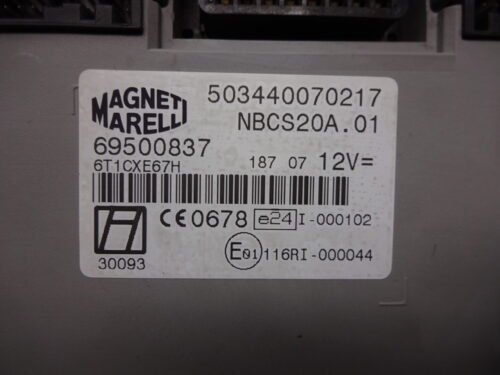 MAGNETI
MARELLI
503440070217
NBCS20A.01
69500837
6T1CXE67H
187 07 12V=
CE0678 e24 I-000102
30093
E01 116RI-000044